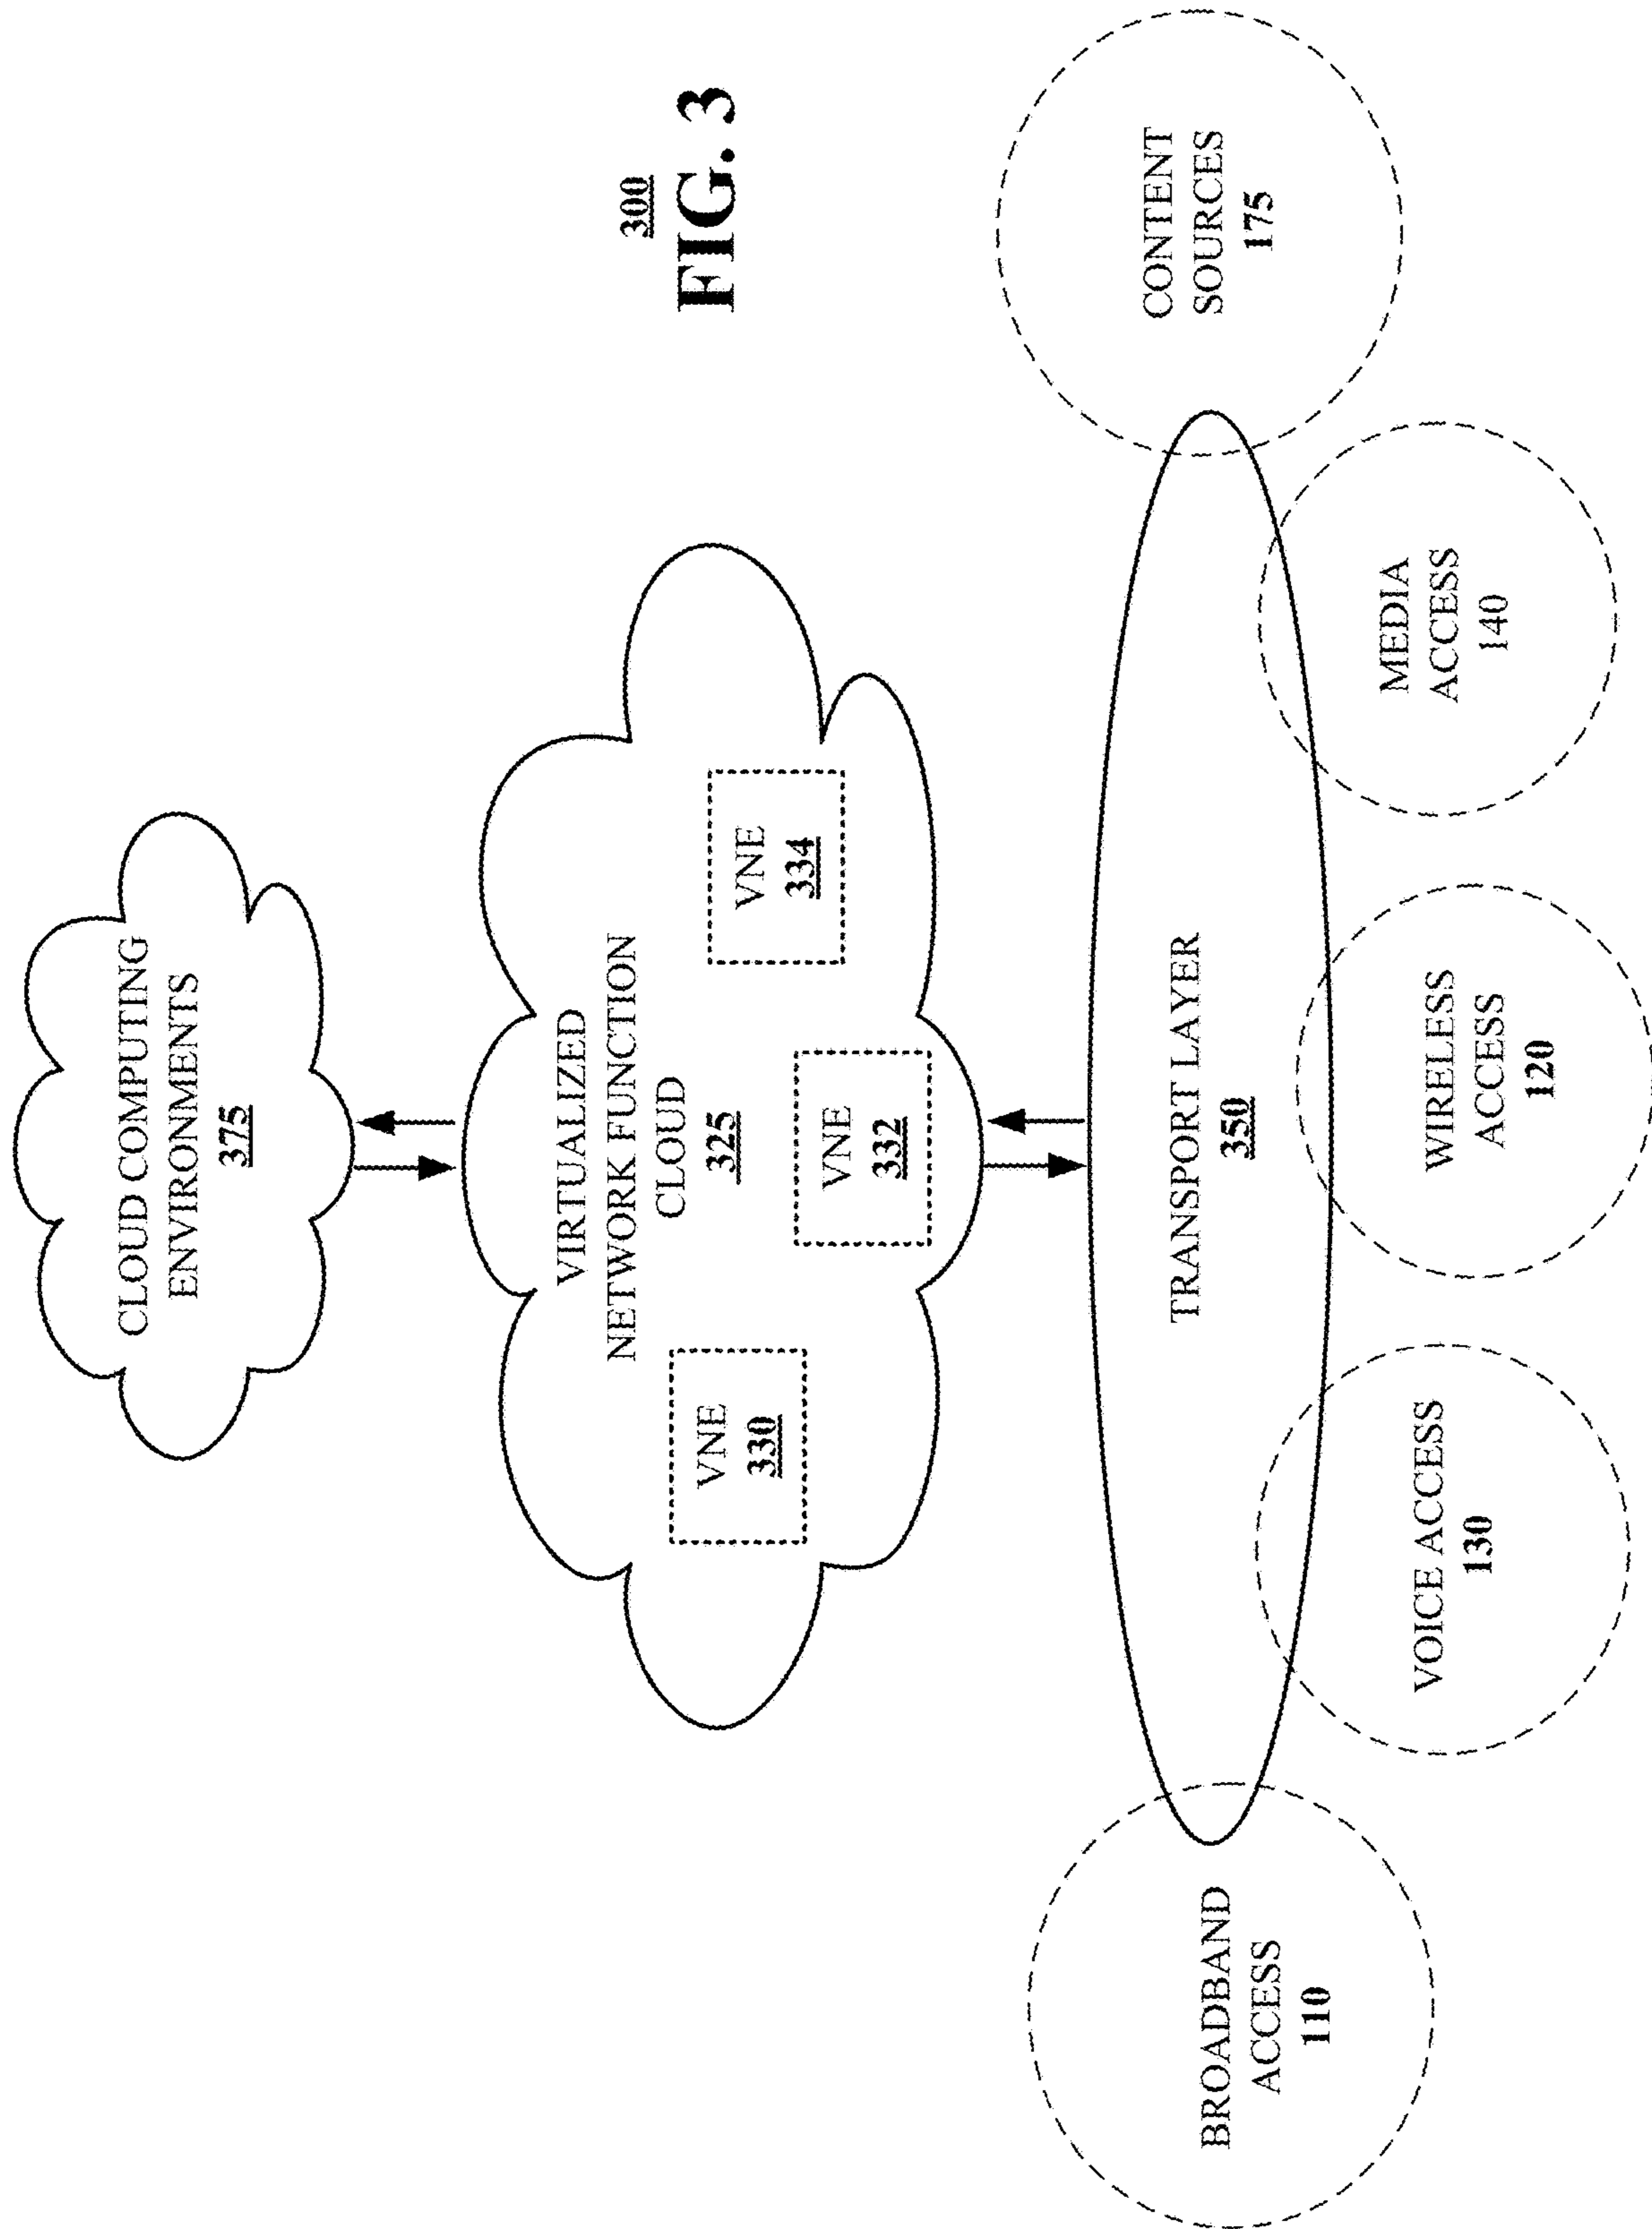 CLOUD COMPUTING
ENVIRONMENTS
375
VIRTUALIZED
NETWORK FUNCTION
CLOUD
325
VNE
330
VNE
332
VNE
334
300
FIG. 3
TRANSPORT LAYER
350
BROADBAND
ACCESS
110
VOICE ACCESS
130
WIRELESS
ACCESS
120
MEDIA
ACCESS
140
CONTENT
SOURCES
175